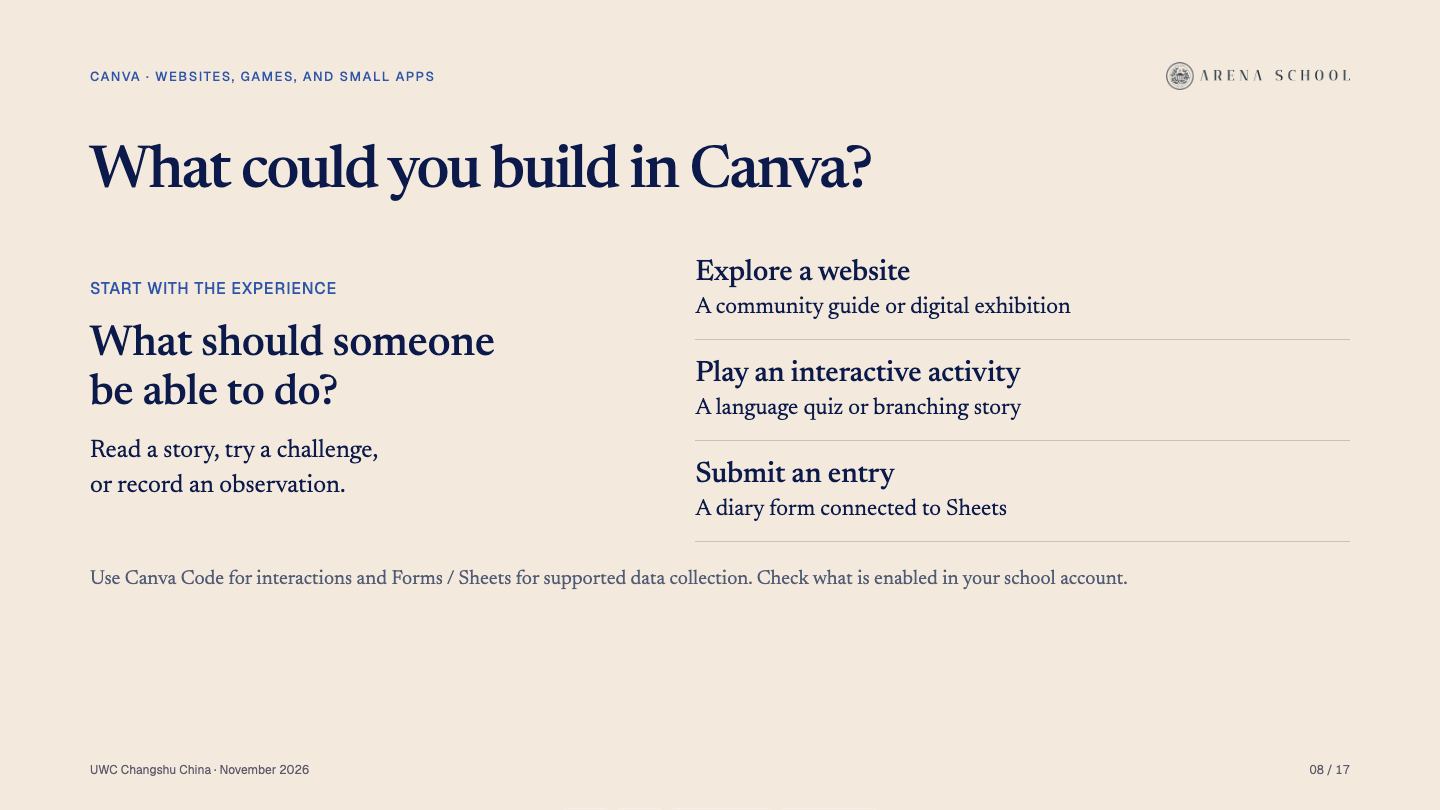 CANVA · WEBSITES, GAMES, AND SMALL APPS
ARENA SCHOOL
What could you build in Canva?
START WITH THE EXPERIENCE
What should someone
be able to do?
Read a story, try a challenge,
or record an observation.
Explore a website
A community guide or digital exhibition
Play an interactive activity
A language quiz or branching story
Submit an entry
A diary form connected to Sheets
Use Canva Code for interactions and Forms / Sheets for supported data collection. Check what is enabled in your school account.
UWC Changshu China · November 2026
08 / 17